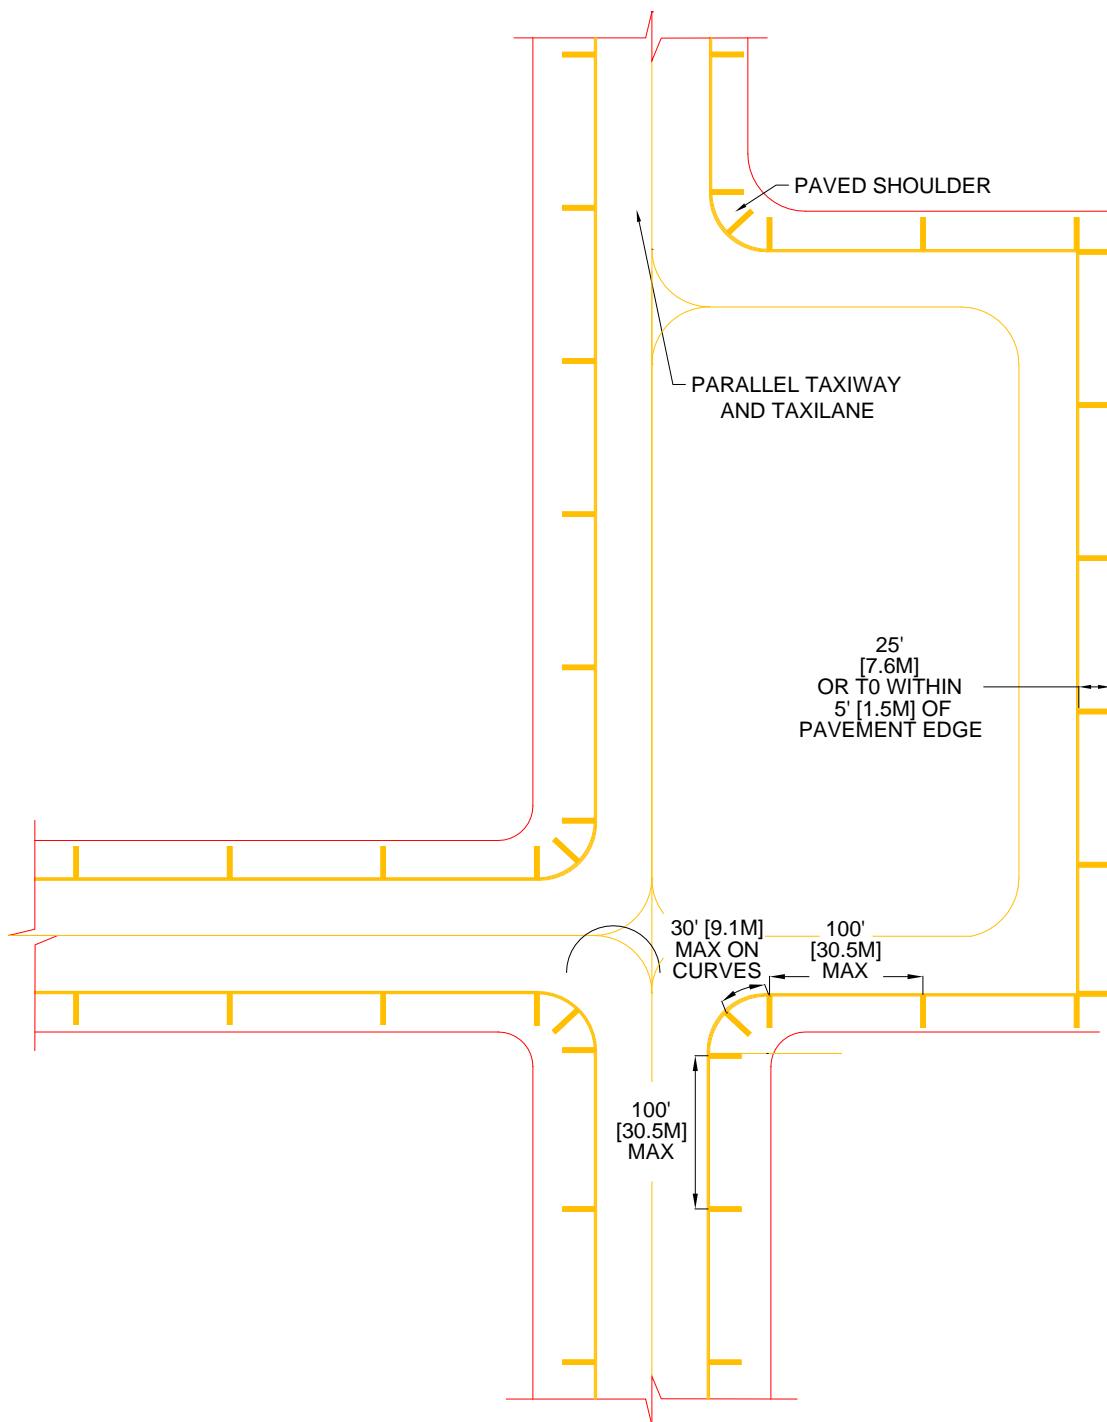 PAVED SHOULDER
PARALLEL TAXIWAY
AND TAXILANE
25'
[7.6M]
OR T0 WITHIN
5' [1.5M] OF
PAVEMENT EDGE
30' [9.1M]
MAX ON
CURVES
100'
[30.5M]
MAX
100'
[30.5M]
MAX